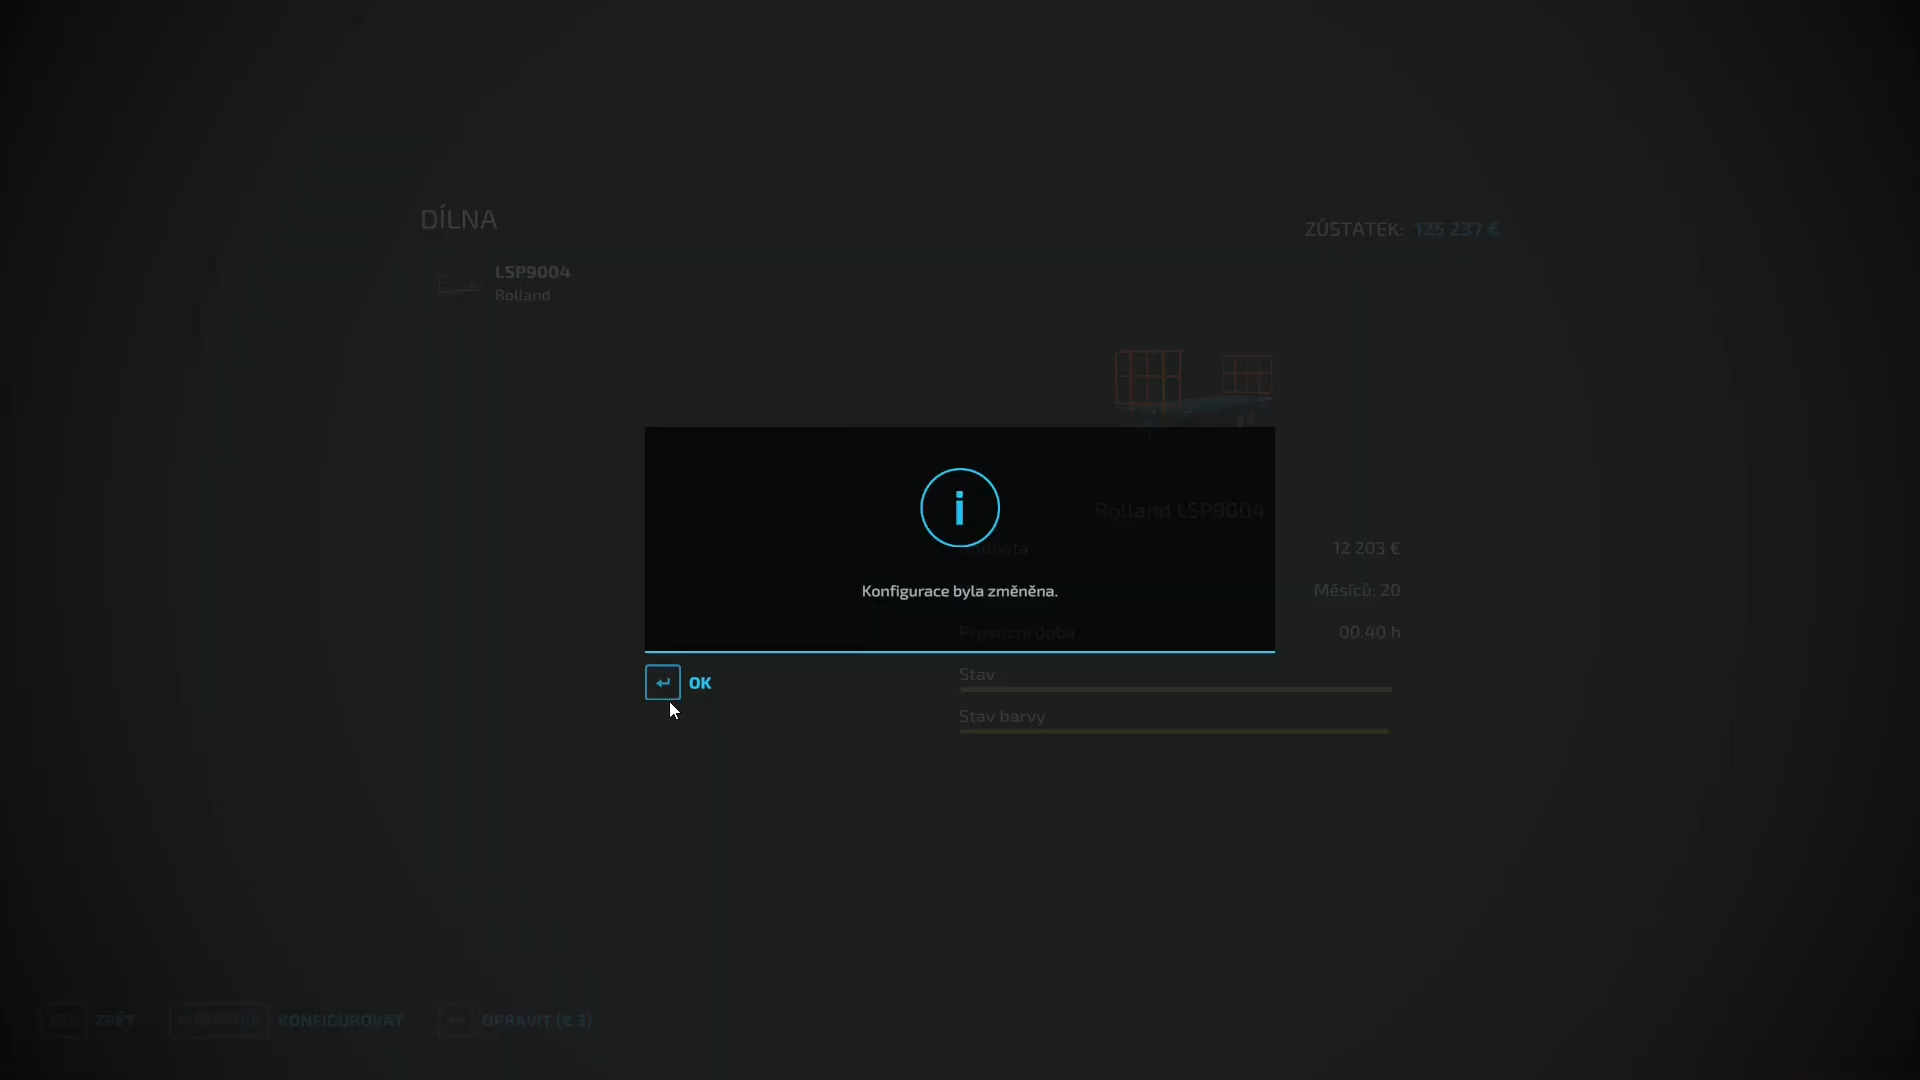 DÍLNA
ZŮSTATEK: 125 237 €
LSP9004
Rolland
Rolland LSP9004
Hodnota 12 203 €
Konfigurace byla změněna.
Měsíců: 20
Provozní doba 00.40 h
OK
Stav
Stav barvy
ZPĚT
KONFIGUROVAT
OPRAVIT (€ 3)